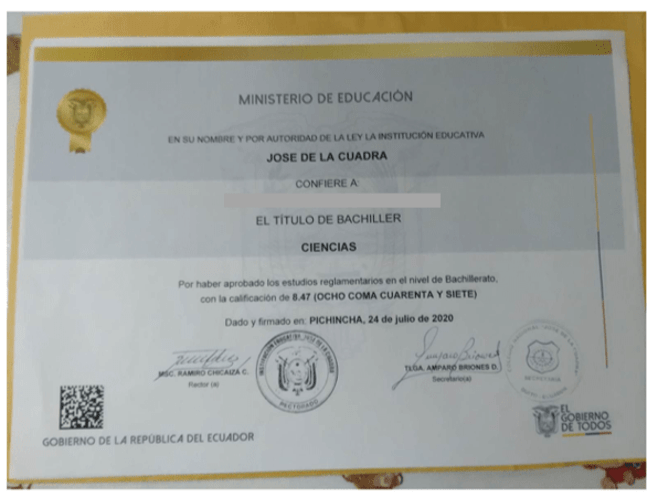 MINISTERIO DE EDUCACIÓN
EN SU NOMBRE Y POR AUTORIDAD DE LA LEY LA INSTITUCIÓN EDUCATIVA
JOSE DE LA CUADRA
CONFIERE A:
EL TÍTULO DE BACHILLER
CIENCIAS
Por haber aprobado los estudios reglamentarios en el nivel de Bachillerato,
con la calificación de 8.47 (OCHO COMA CUARENTA Y SIETE)
Dado y firmado en: PICHINCHA, 24 de julio de 2020
MSC. RAMIRO CHICAIZA C.
Rector (a)
RECTORADO
TLGA. AMPARO BRIONES D.
Secretario(a)
SECRETARIA
GOBIERNO DE LA REPÚBLICA DEL ECUADOR
EL
GOBIERNO
DE TODOS